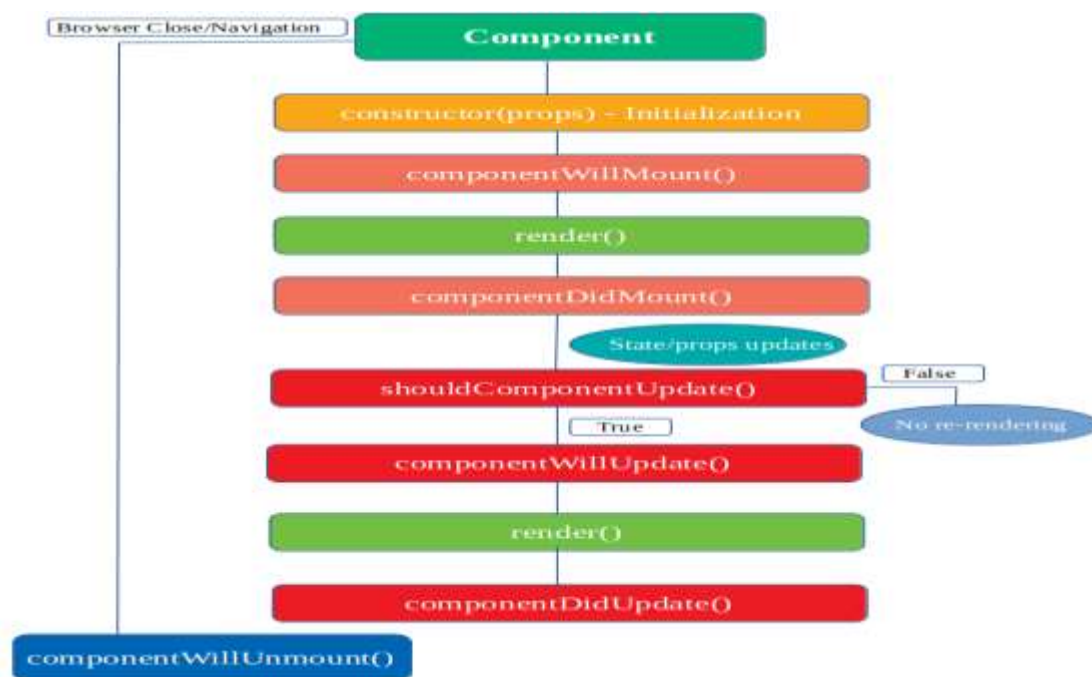 Browser Close/Navigation
Component
constructor(props) - Initialization
componentWillMount()
render()
componentDidMount()
State/props updates
False
shouldComponentUpdate()
No re-rendering
True
componentWillUpdate()
render()
componentDidUpdate()
componentWillUnmount()